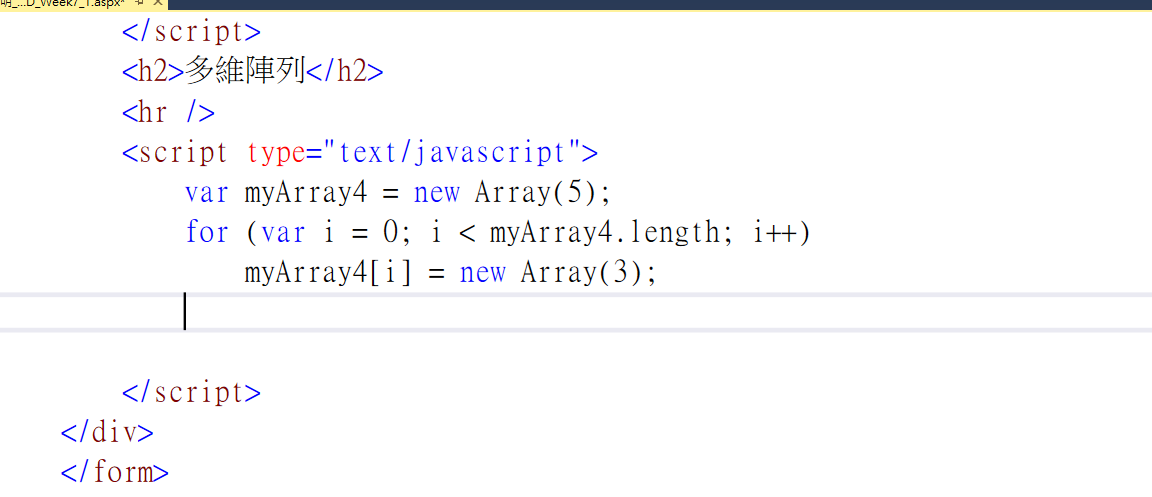 明_...D_Week7_1.aspx*
</script>
<h2>多維陣列</h2>
<hr />
<script type="text/javascript">
var myArray4 = new Array(5);
for (var i = 0; i < myArray4.length; i++)
myArray4[i] = new Array(3);
</script>
</div>
</form>